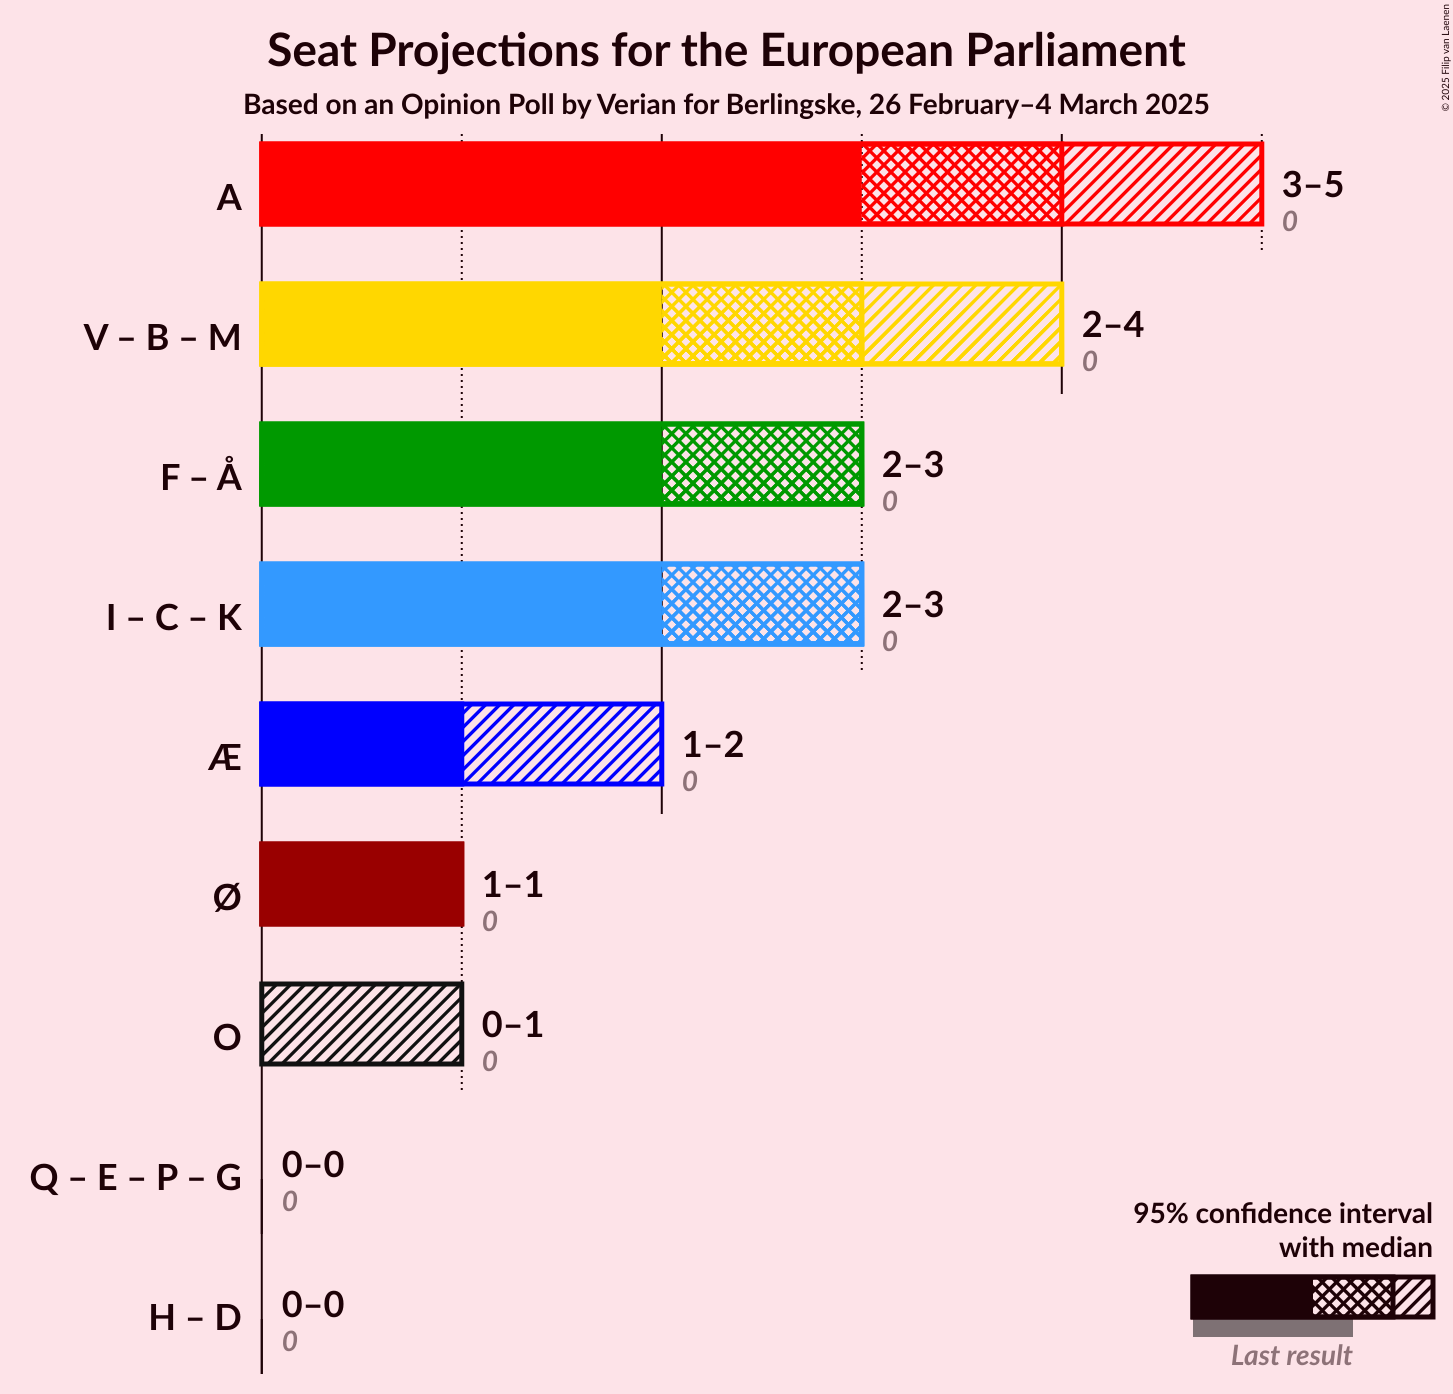 Seat Projections for the European Parliament
Based on an Opinion Poll by Verian for Berlingske, 26 February–4 March 2025
© 2025 Filip van Laenen
A
3–5
0
V – B – M
2–4
0
F – Å
2–3
0
I – C – K
2–3
0
Æ
1–2
0
Ø
1–1
0
O
0–1
0
Q – E – P – G
0–0
0
H – D
0–0
0
95% confidence interval
with median
Last result